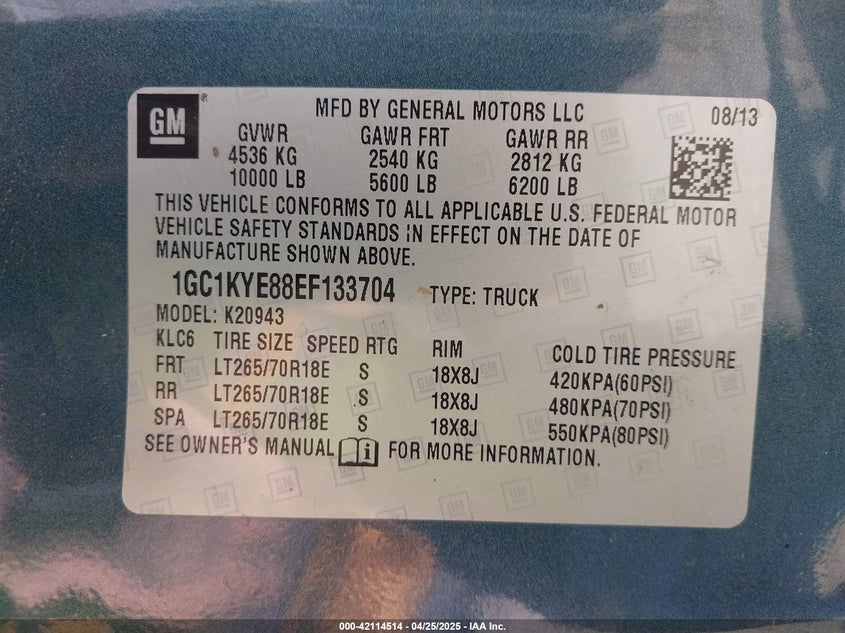 GM ®
MFD BY GENERAL MOTORS LLC 08/13
GVWR GAWR FRT GAWR RR
4536 KG 2540 KG 2812 KG
10000 LB 5600 LB 6200 LB
THIS VEHICLE CONFORMS TO ALL APPLICABLE U.S. FEDERAL MOTOR
VEHICLE SAFETY STANDARDS IN EFFECT ON THE DATE OF
MANUFACTURE SHOWN ABOVE.
1GC1KYE88EF133704 TYPE: TRUCK
MODEL: K20943
KLC6 TIRE SIZE SPEED RTG RIM COLD TIRE PRESSURE
FRT LT265/70R18E S 18X8J 420KPA(60PSI)
RR LT265/70R18E S 18X8J 480KPA(70PSI)
SPA LT265/70R18E S 18X8J 550KPA(80PSI)
SEE OWNER'S MANUAL i FOR MORE INFORMATION.
000-42114514 - 04/25/2025 - IAA Inc.